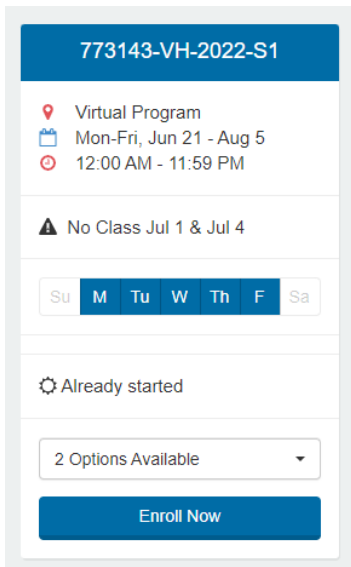 773143-VH-2022-S1
Virtual Program
Mon-Fri, Jun 21 - Aug 5
12:00 AM - 11:59 PM
No Class Jul 1 & Jul 4
Su M Tu W Th F Sa
Already started
2 Options Available
Enroll Now